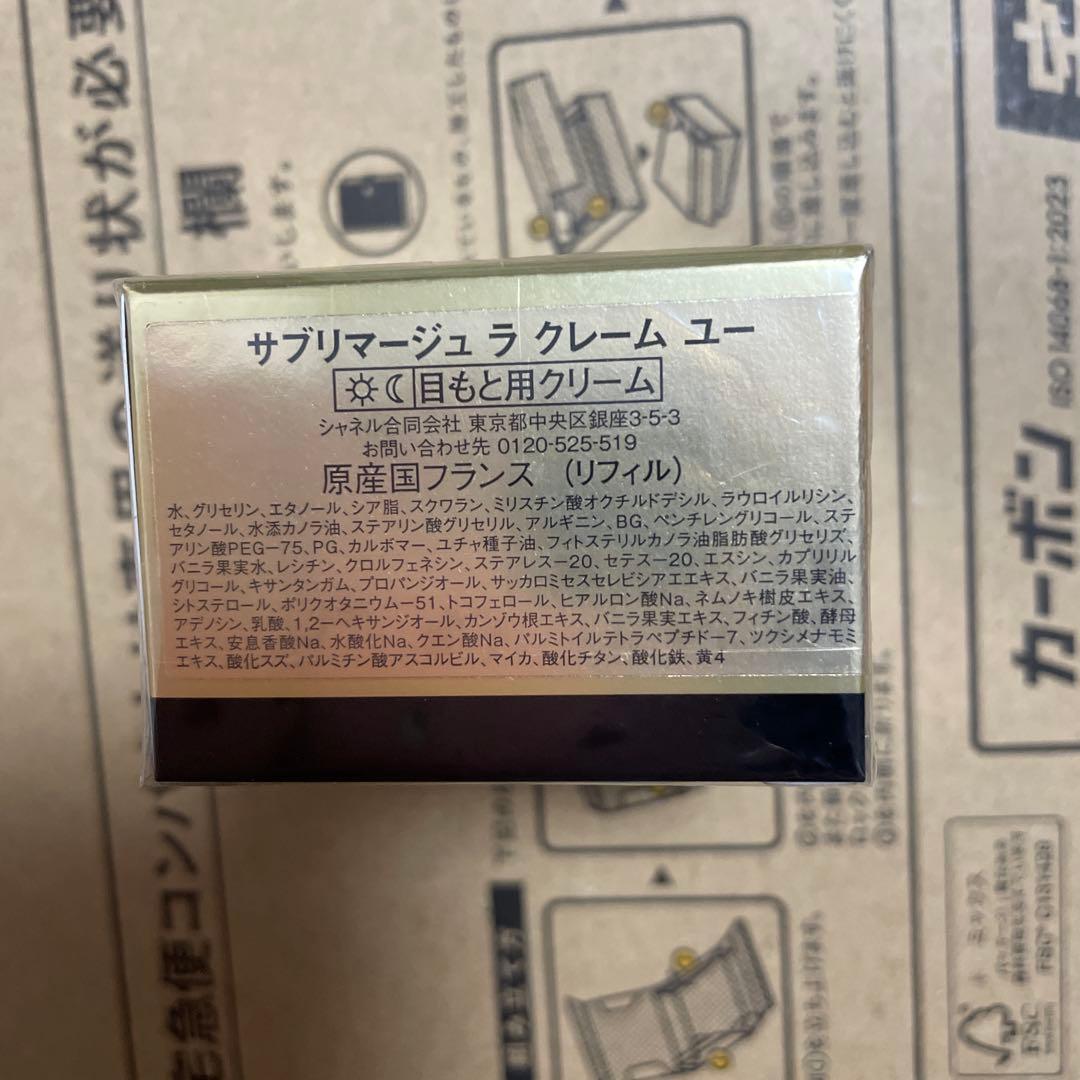 サブリマージュ ラ クレーム ユー
目もと用クリーム
シャネル合同会社 東京都中央区銀座3-5-3
お問い合わせ先 0120-525-519
原産国フランス (リフィル)
水、グリセリン、エタノール、シア脂、スクワラン、ミリスチン酸オクチルドデシル、ラウロイルリシン、
セタノール、水添カノラ油、ステアリン酸グリセリル、アルギニン、BG、ペンチレングリコール、ステ
アリン酸PEG-75、PG、カルボマー、ユチャ種子油、フィトステリルカノラ油脂肪酸グリセリズ、
バニラ果実水、レシチン、クロルフェネシン、ステアレス-20、セテス-20、エスシン、カプリリル
グリコール、キサンタンガム、プロパンジオール、サッカロミセスセレビシアエエキス、バニラ果実油、
シトステロール、ポリクオタニウム-51、トコフェロール、ヒアルロン酸Na、ネムノキ樹皮エキス、
アデノシン、乳酸、1,2-ヘキサンジオール、カンゾウ根エキス、バニラ果実エキス、フィチン酸、酵母
エキス、安息香酸Na、水酸化Na、クエン酸Na、パルミトイルテトラペプチド-7、ツクシメナモミ
エキス、酸化スズ、パルミチン酸アスコルビル、マイカ、酸化チタン、酸化鉄、黄4
り状が必要
欄
いします。
宅急便コン
カーボン
ISO 14068-1:2023
FSC